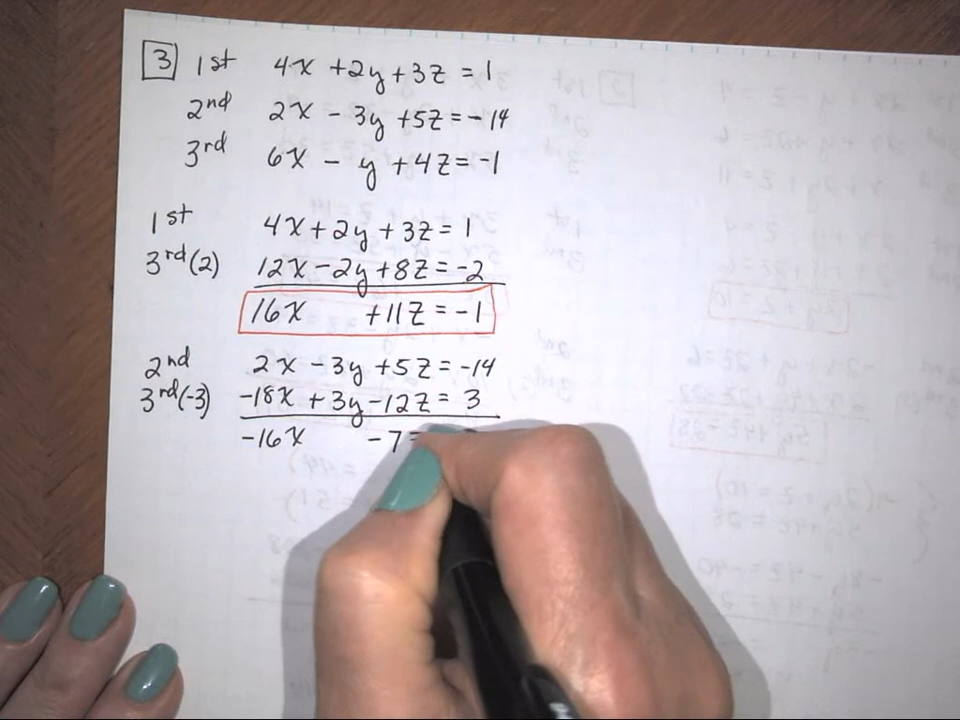 3 1st 4x + 2y + 3z = 1
2nd 2x - 3y + 5z = -14
3rd 6x - y + 4z = -1
1st 4x + 2y + 3z = 1
3rd(2) 12x - 2y + 8z = -2
16x + 11z = -1
2nd 2x - 3y + 5z = -14
3rd(-3) -18x + 3y - 12z = 3
-16x - 7